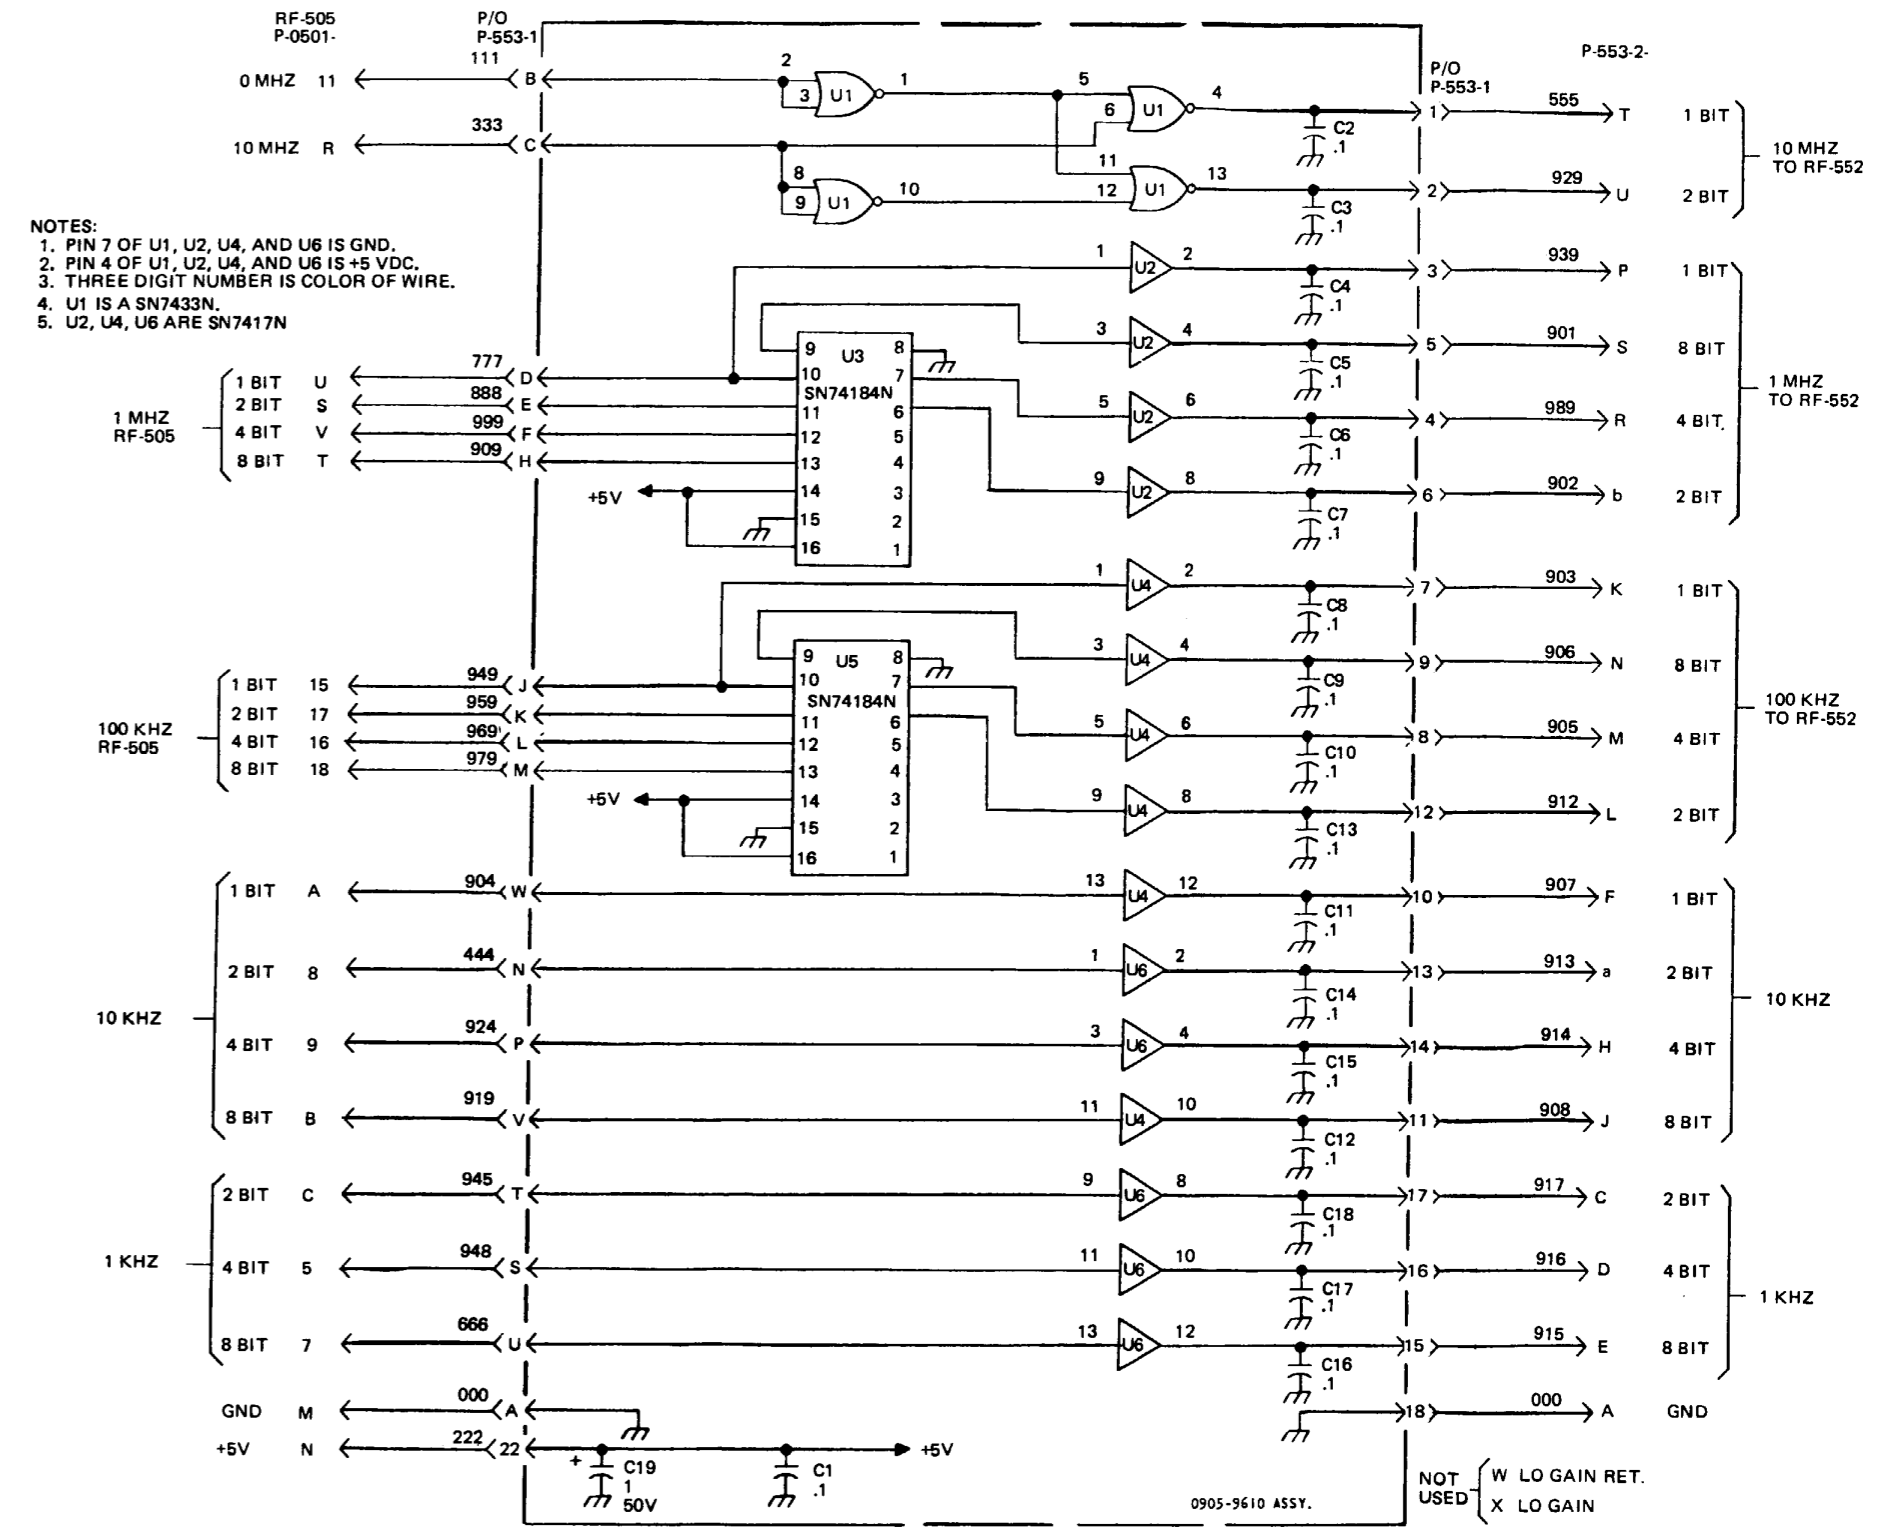 RF-505
P-0501-
P/O
P-553-1
P-553-2-
P/O
P-553-1
0 MHZ 11 111 B 2 3 U1 1 5 6 U1 4 1 555 T 1 BIT
C2
.1
10 MHZ R 333 C 8 9 U1 10 11 12 U1 13 2 929 U 2 BIT
C3
.1
10 MHZ
TO RF-552
NOTES:
1. PIN 7 OF U1, U2, U4, AND U6 IS GND.
2. PIN 4 OF U1, U2, U4, AND U6 IS +5 VDC.
3. THREE DIGIT NUMBER IS COLOR OF WIRE.
4. U1 IS A SN7433N.
5. U2, U4, U6 ARE SN7417N
1 U2 2 3 939 P 1 BIT
C4
.1
3 U2 4 5 901 S 8 BIT
C5
.1
5 U2 6 4 989 R 4 BIT
C6
.1
9 U2 8 6 902 b 2 BIT
C7
.1
1 MHZ
TO RF-552
1 MHZ
RF-505
1 BIT U 777 D
2 BIT S 888 E
4 BIT V 999 F
8 BIT T 909 H
9 U3 8
10 7
SN74184N
11 6
12 5
13 4
+5V 14 3
15 2
16 1
1 U4 2 7 903 K 1 BIT
C8
.1
3 U4 4 9 906 N 8 BIT
C9
.1
5 U4 6 8 905 M 4 BIT
C10
.1
9 U4 8 12 912 L 2 BIT
C13
.1
100 KHZ
TO RF-552
100 KHZ
RF-505
1 BIT 15 949 J
2 BIT 17 959 K
4 BIT 16 969 L
8 BIT 18 979 M
9 U5 8
10 7
SN74184N
11 6
12 5
13 4
+5V 14 3
15 2
16 1
10 KHZ
1 BIT A 904 W 13 U4 12 10 907 F 1 BIT
C11
.1
2 BIT 8 444 N 1 U6 2 13 913 a 2 BIT
C14
.1
4 BIT 9 924 P 3 U6 4 14 914 H 4 BIT
C15
.1
8 BIT B 919 V 11 U4 10 11 908 J 8 BIT
C12
.1
10 KHZ
1 KHZ
2 BIT C 945 T 9 U6 8 17 917 C 2 BIT
C18
.1
4 BIT 5 948 S 11 U6 10 16 916 D 4 BIT
C17
.1
8 BIT 7 666 U 13 U6 12 15 915 E 8 BIT
C16
.1
1 KHZ
GND M 000 A 18 000 A GND
+5V N 222 22 +5V
+ C19
1
50V
C1
.1
0905-9610 ASSY.
NOT
USED
W LO GAIN RET.
X LO GAIN